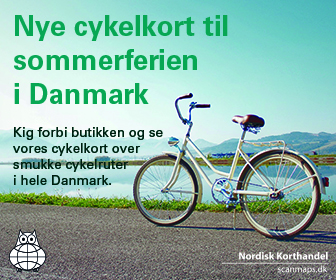 Nye cykelkort til
sommerferien
i Danmark
Kig forbi butikken og se
vores cykelkort over
smukke cykelruter
i hele Danmark.
Nordisk Korthandel
scanmaps.dk